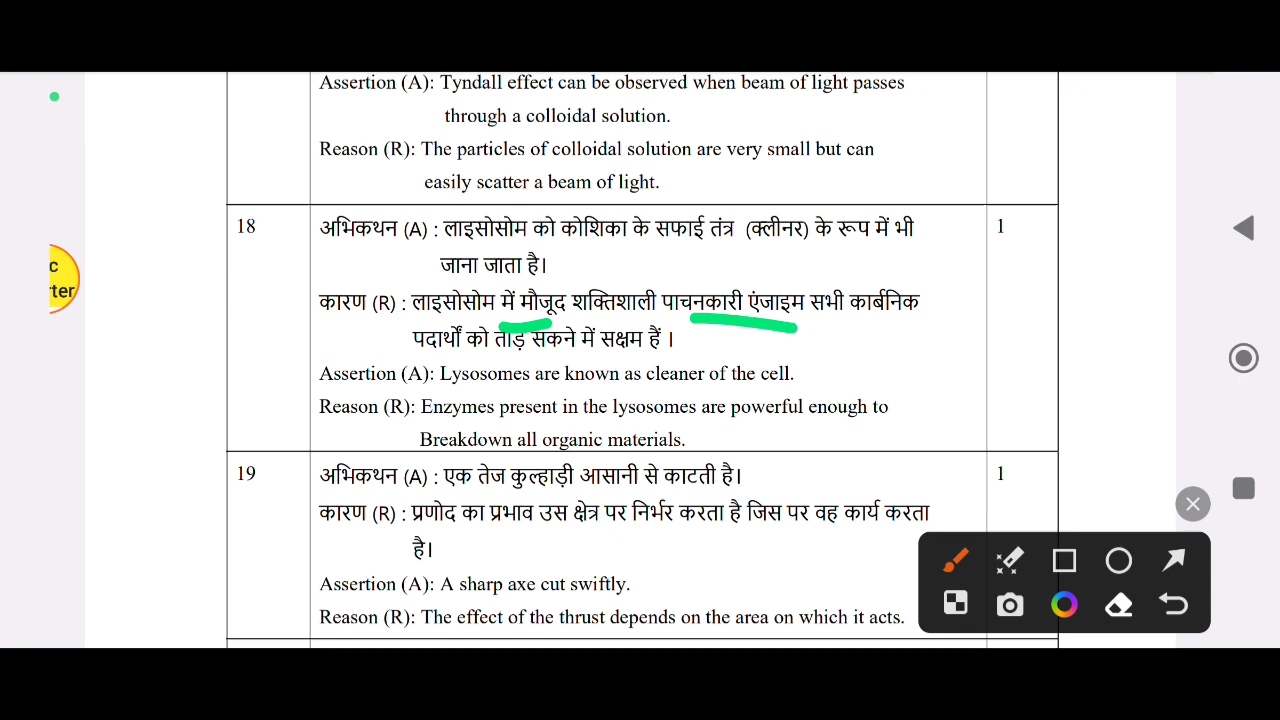 Assertion (A): Tyndall effect can be observed when beam of light passes
through a colloidal solution.
Reason (R): The particles of colloidal solution are very small but can
easily scatter a beam of light.
18
अभिकथन (A) : लाइसोसोम को कोशिका के सफाई तंत्र (क्लीनर) के रूप में भी
1
जाना जाता है।
कारण (R) : लाइसोसोम में मौजूद शक्तिशाली पाचनकारी एंजाइम सभी कार्बनिक
पदार्थों को तोड़ सकने में सक्षम हैं ।
Assertion (A): Lysosomes are known as cleaner of the cell.
Reason (R): Enzymes present in the lysosomes are powerful enough to
Breakdown all organic materials.
19
अभिकथन (A) : एक तेज कुल्हाड़ी आसानी से काटती है।
1
कारण (R) : प्रणोद का प्रभाव उस क्षेत्र पर निर्भर करता है जिस पर वह कार्य करता
है।
Assertion (A): A sharp axe cut swiftly.
Reason (R): The effect of the thrust depends on the area on which it acts.
c
ter